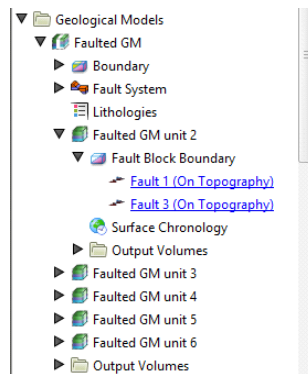 Geological Models
Faulted GM
Boundary
Fault System
Lithologies
Faulted GM unit 2
Fault Block Boundary
Fault 1 (On Topography)
Fault 3 (On Topography)
Surface Chronology
Output Volumes
Faulted GM unit 3
Faulted GM unit 4
Faulted GM unit 5
Faulted GM unit 6
Output Volumes